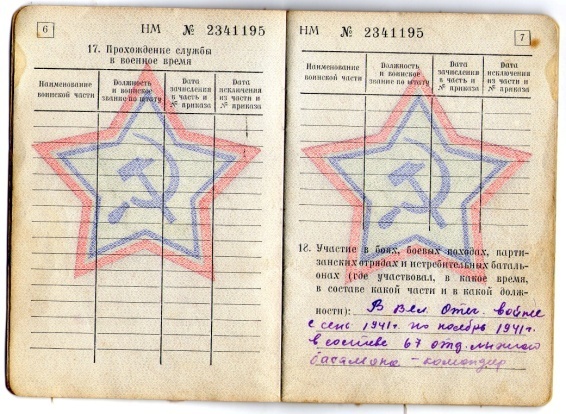 6
НМ № 2341195
17. Прохождение службы
в военное время
Наименование
воинской части
Должность
и воинское
звание по штату
Дата
зачисления
в часть и
№ приказа
Дата
исключения
из части и
№ приказа
НМ № 2341195
7
Наименование
воинской части
Должность
и воинское
звание по штату
Дата
зачисления
в часть и
№ приказа
Дата
исключения
из части и
№ приказа
18. Участие в боях, боевых походах, парти-
занских отрядах и истребительных баталь-
онах (где участвовал, в какое время,
в составе какой части и в какой долж-
ности): В Вел. Отеч. войне
с сент 1941г. по ноябрь 1941г.
в составе 67 отд. лыжного
батальона - командир